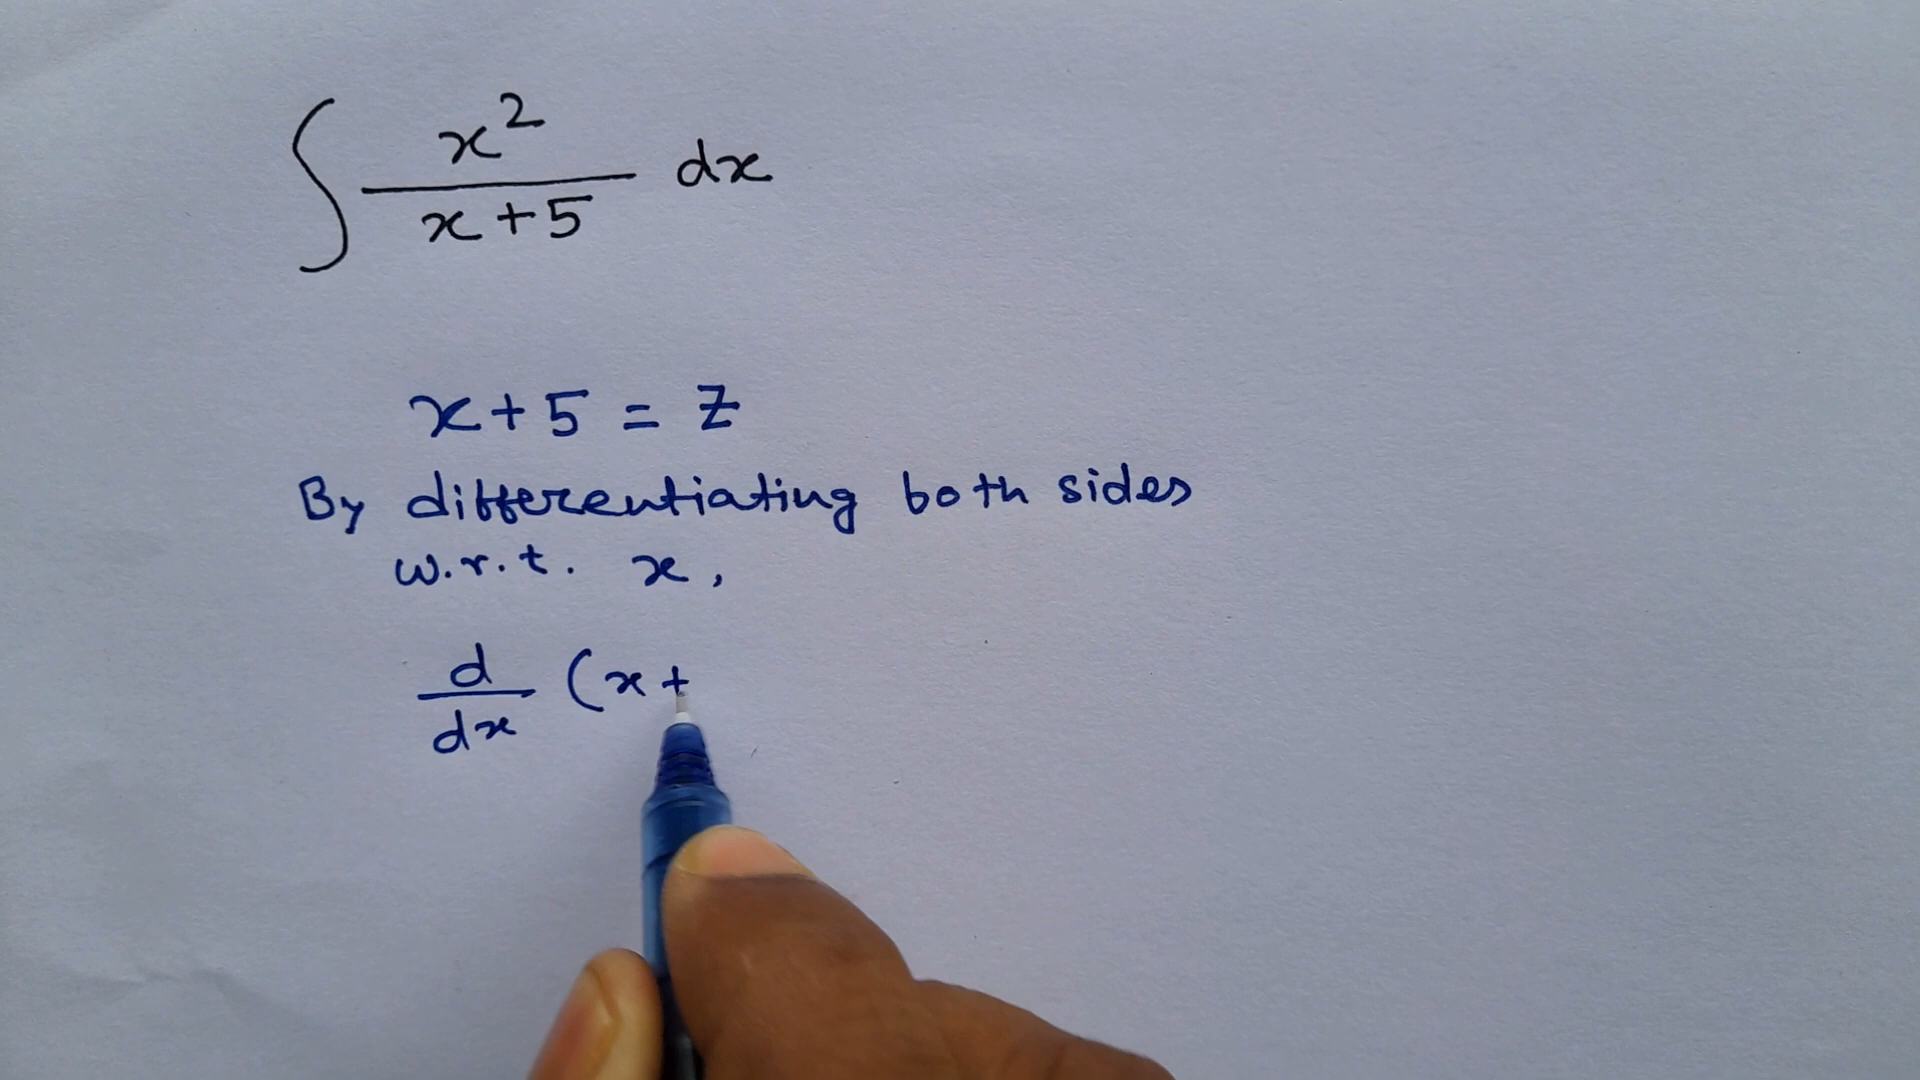 ∫ x² / x+5 dx
x+5 = z
By differentiating both sides
w.r.t. x,
d/dx (x+